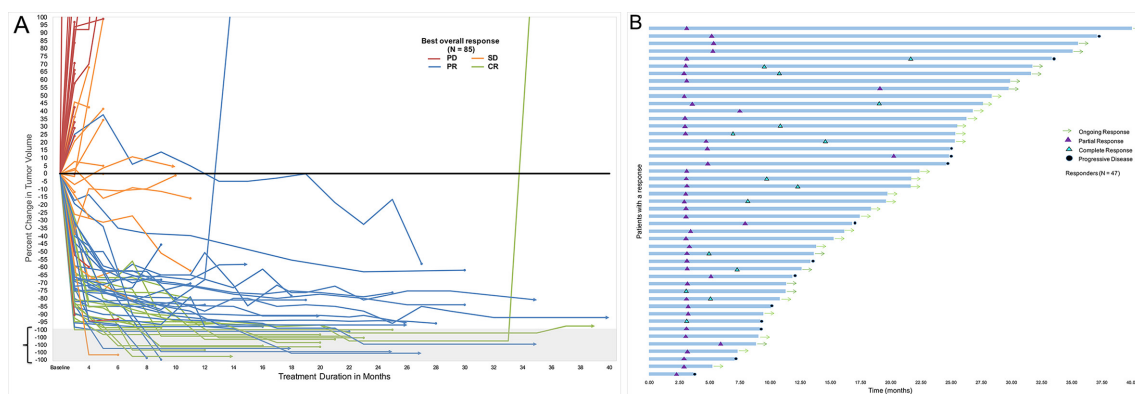 A
Best overall response
(N = 85)
PD
SD
PR
CR
Percent Change in Tumor Volume
100
95
90
85
80
75
70
65
60
55
50
45
40
35
30
25
20
15
10
5
0
-5
-10
-15
-20
-25
-30
-35
-40
-45
-50
-55
-60
-65
-70
-75
-80
-85
-90
-95
-100
-100
-100
-100
Baseline 4 6 8 10 12 14 16 18 20 22 24 26 28 30 32 34 36 38 40
Treatment Duration in Months
B
Patients with a response
Ongoing Response
Partial Response
Complete Response
Progressive Disease
Responders (N = 47)
0.00 2.50 5.00 7.50 10.00 12.50 15.00 17.50 20.00 22.50 25.00 27.50 30.00 32.50 35.00 37.50
Time (months)